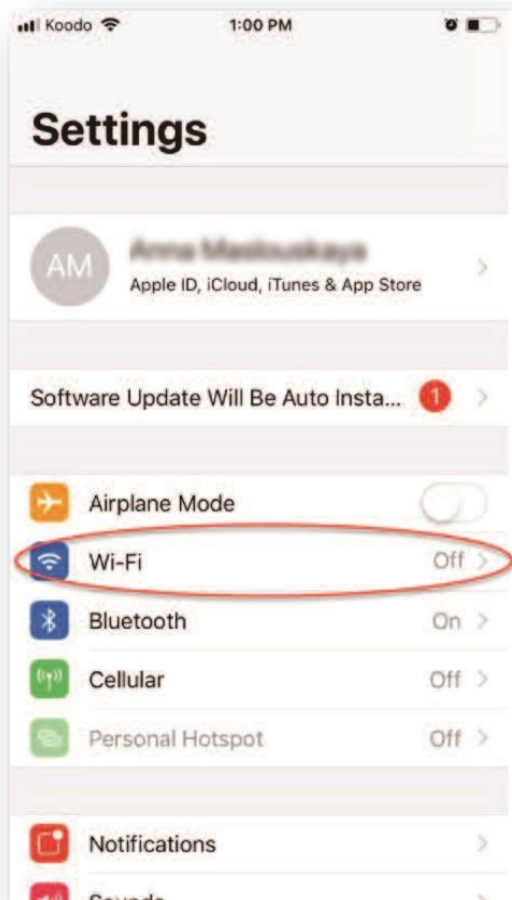 Koodo 1:00 PM
Settings
AM
Apple ID, iCloud, iTunes & App Store
Software Update Will Be Auto Insta... 1
Airplane Mode
Wi-Fi Off
Bluetooth On
Cellular Off
Personal Hotspot Off
Notifications
Sounds